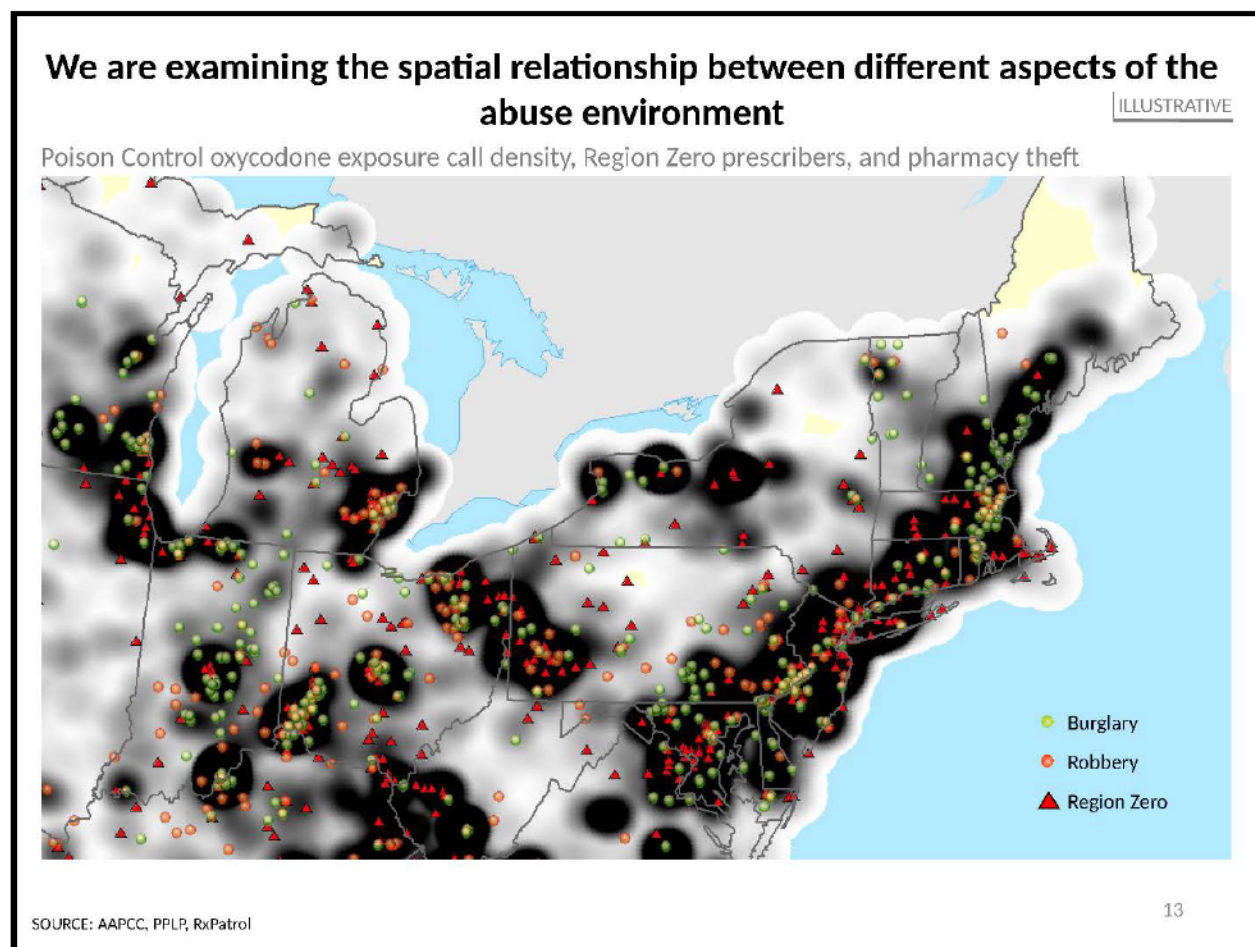 We are examining the spatial relationship between different aspects of the
abuse environment
ILLUSTRATIVE
Poison Control oxycodone exposure call density, Region Zero prescribers, and pharmacy theft
Burglary
Robbery
Region Zero
SOURCE: AAPCC, PPLP, RxPatrol
13